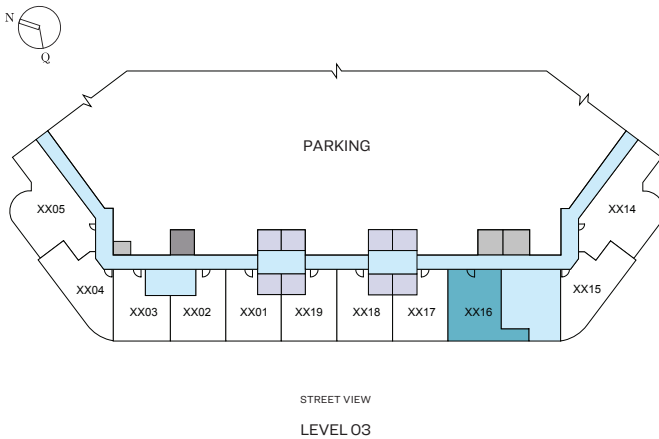 N
Q
PARKING
XX05
XX14
XX04
XX15
XX03
XX02
XX01
XX19
XX18
XX17
XX16
STREET VIEW
LEVEL 03